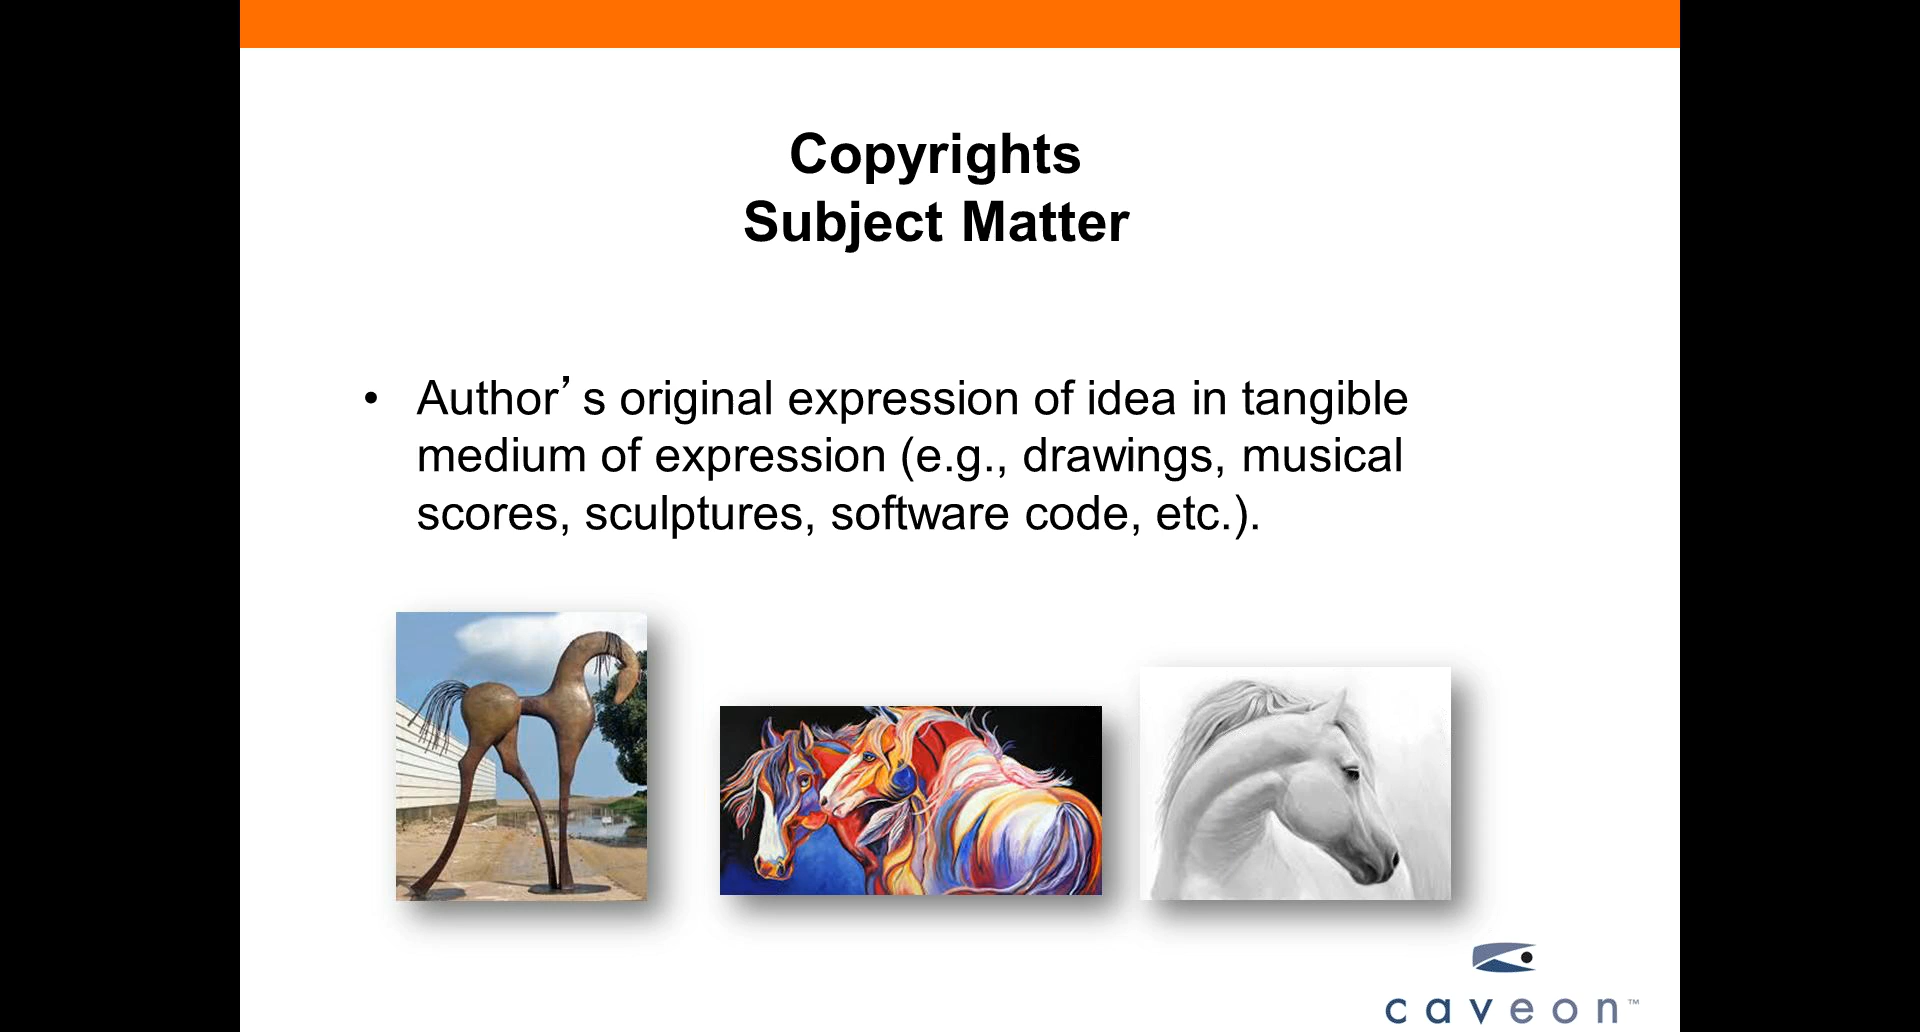 Copyrights
Subject Matter
• Author’s original expression of idea in tangible
medium of expression (e.g., drawings, musical
scores, sculptures, software code, etc.).
caveon™